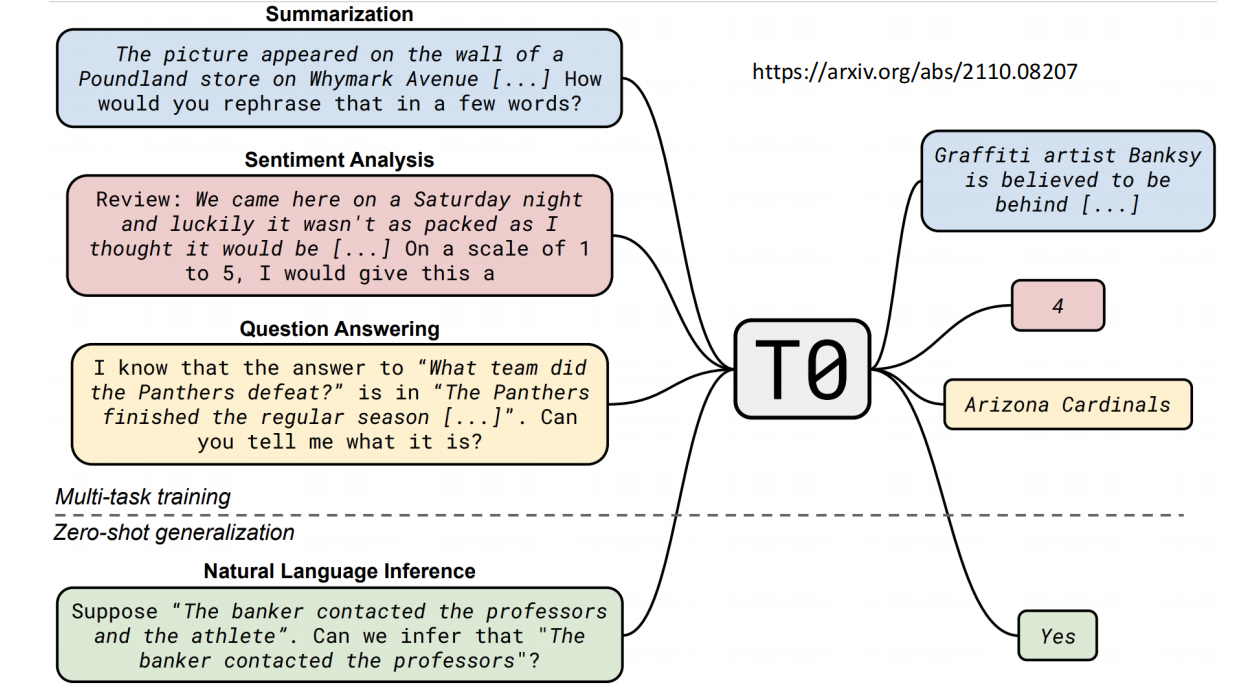 Summarization
The picture appeared on the wall of a
Poundland store on Whymark Avenue [...] How
would you rephrase that in a few words?
https://arxiv.org/abs/2110.08207
Sentiment Analysis
Review: We came here on a Saturday night
and luckily it wasn't as packed as I
thought it would be [...] On a scale of 1
to 5, I would give this a
Question Answering
I know that the answer to “What team did
the Panthers defeat?” is in “The Panthers
finished the regular season [...]”. Can
you tell me what it is?
Multi-task training
Zero-shot generalization
Natural Language Inference
Suppose “The banker contacted the professors
and the athlete”. Can we infer that "The
banker contacted the professors"?
T0
Graffiti artist Banksy
is believed to be
behind [...]
4
Arizona Cardinals
Yes